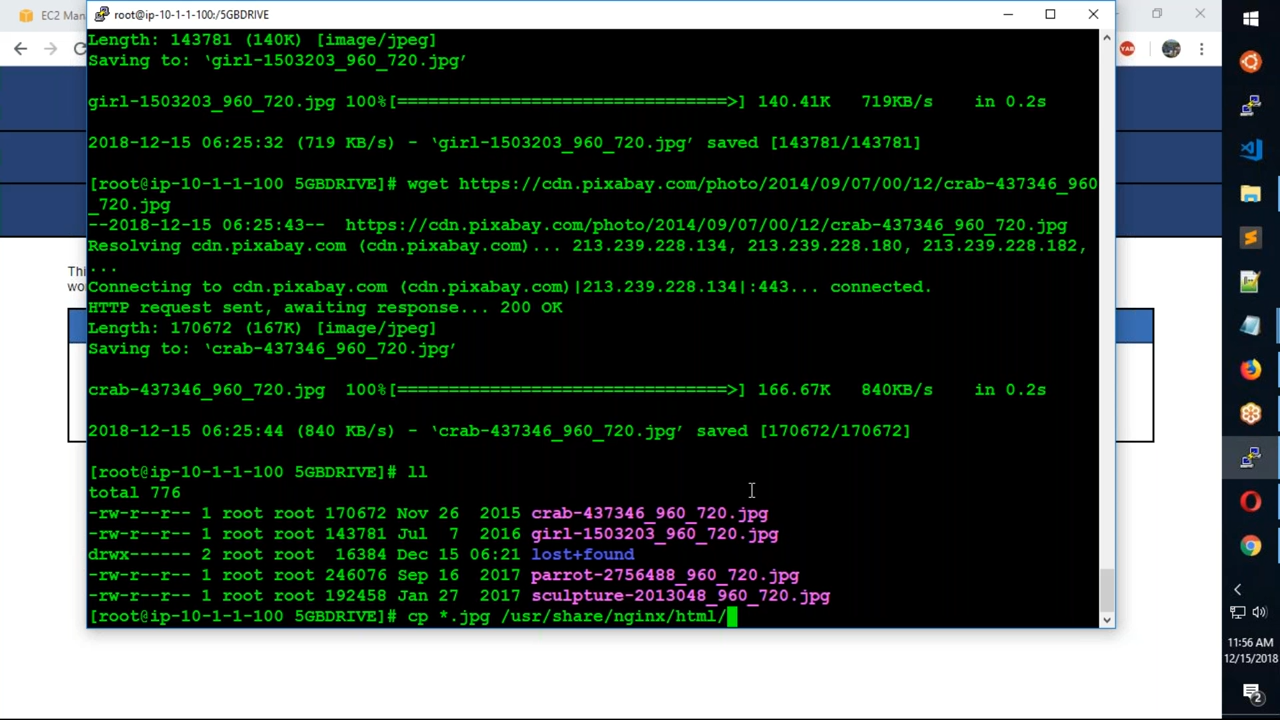 EC2 Man
root@ip-10-1-1-100:/5GBDRIVE
Length: 143781 (140K) [image/jpeg]
Saving to: ‘girl-1503203_960_720.jpg’
girl-1503203_960_720.jpg 100%[================================>] 140.41K 719KB/s in 0.2s
2018-12-15 06:25:32 (719 KB/s) - ‘girl-1503203_960_720.jpg’ saved [143781/143781]
[root@ip-10-1-1-100 5GBDRIVE]# wget https://cdn.pixabay.com/photo/2014/09/07/00/12/crab-437346_960
_720.jpg
--2018-12-15 06:25:43-- https://cdn.pixabay.com/photo/2014/09/07/00/12/crab-437346_960_720.jpg
Resolving cdn.pixabay.com (cdn.pixabay.com)... 213.239.228.134, 213.239.228.180, 213.239.228.182,
...
Connecting to cdn.pixabay.com (cdn.pixabay.com)|213.239.228.134|:443... connected.
HTTP request sent, awaiting response... 200 OK
Length: 170672 (167K) [image/jpeg]
Saving to: ‘crab-437346_960_720.jpg’
crab-437346_960_720.jpg 100%[================================>] 166.67K 840KB/s in 0.2s
2018-12-15 06:25:44 (840 KB/s) - ‘crab-437346_960_720.jpg’ saved [170672/170672]
[root@ip-10-1-1-100 5GBDRIVE]# ll
total 776
-rw-r--r-- 1 root root 170672 Nov 26 2015 crab-437346_960_720.jpg
-rw-r--r-- 1 root root 143781 Jul 7 2016 girl-1503203_960_720.jpg
drwx------ 2 root root 16384 Dec 15 06:21 lost+found
-rw-r--r-- 1 root root 246076 Sep 16 2017 parrot-2756488_960_720.jpg
-rw-r--r-- 1 root root 192458 Jan 27 2017 sculpture-2013048_960_720.jpg
[root@ip-10-1-1-100 5GBDRIVE]# cp *.jpg /usr/share/nginx/html/
Thi
wo
YAB
11:56 AM
12/15/2018
2